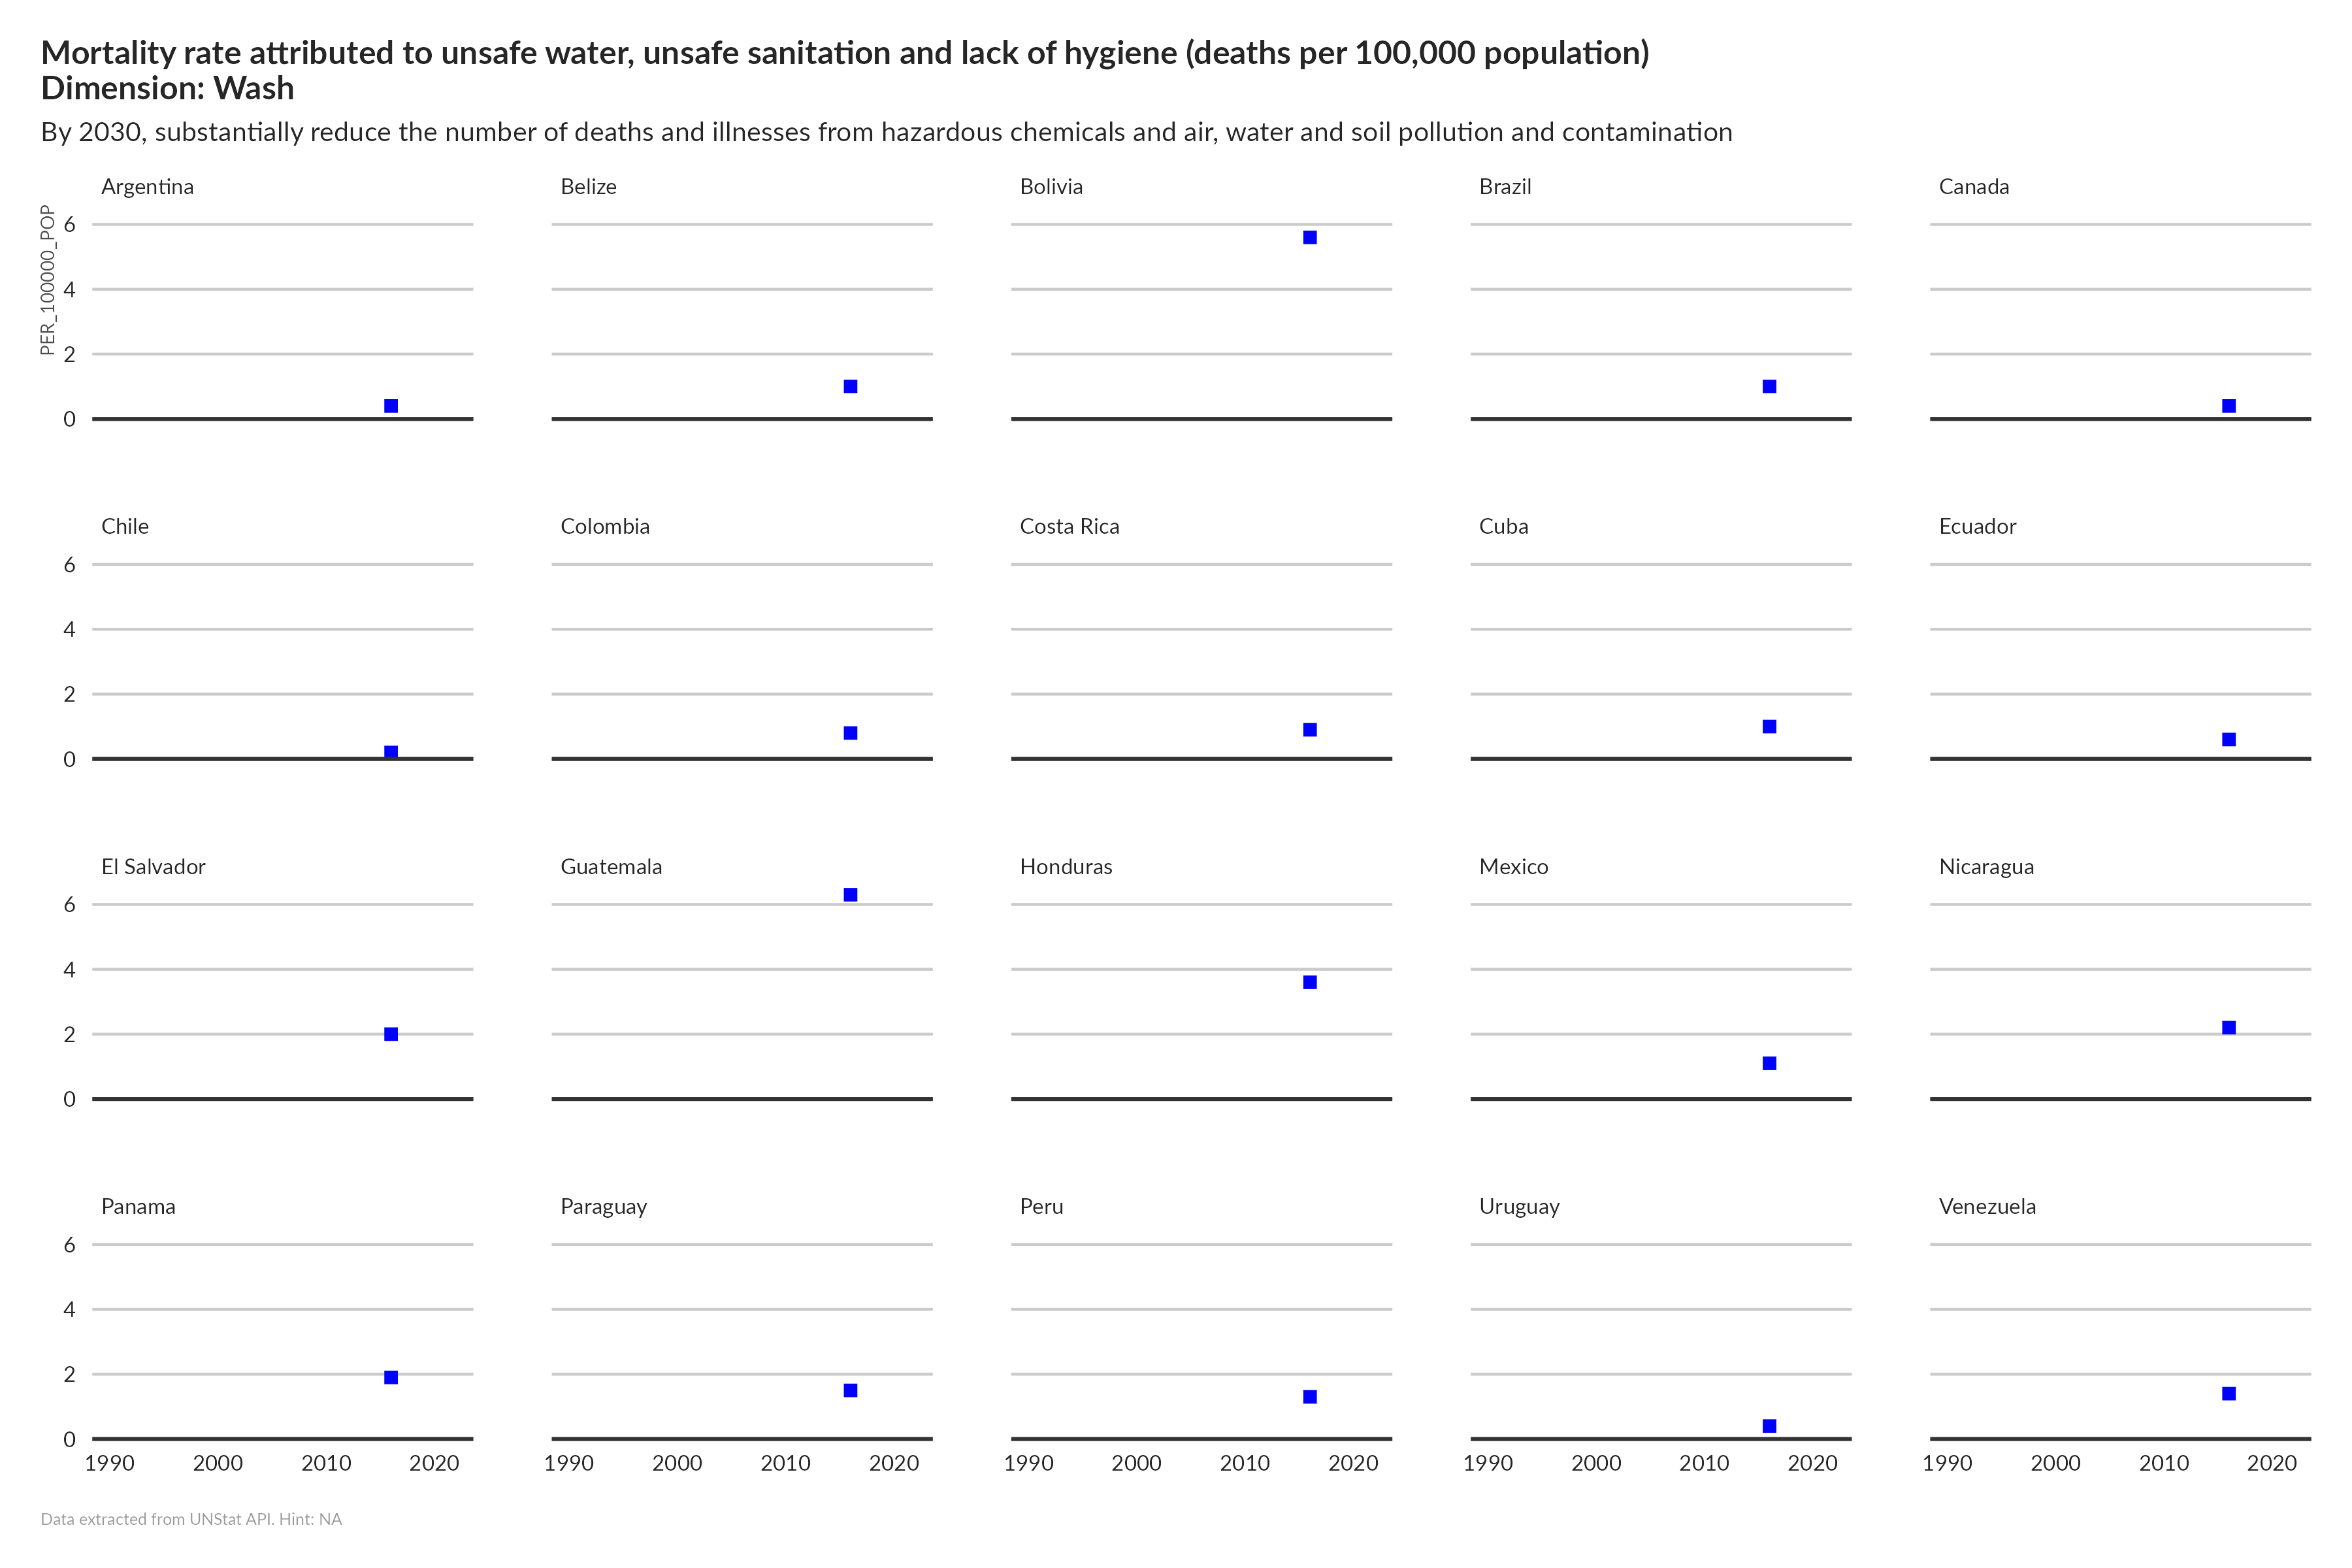 Mortality rate attributed to unsafe water, unsafe sanitation and lack of hygiene (deaths per 100,000 population)
Dimension: Wash
By 2030, substantially reduce the number of deaths and illnesses from hazardous chemicals and air, water and soil pollution and contamination
Argentina Belize Bolivia Brazil Canada
PER_100000_POP
6
4
2
0
Chile Colombia Costa Rica Cuba Ecuador
6
4
2
0
El Salvador Guatemala Honduras Mexico Nicaragua
6
4
2
0
Panama Paraguay Peru Uruguay Venezuela
6
4
2
0
1990 2000 2010 2020 1990 2000 2010 2020 1990 2000 2010 2020 1990 2000 2010 2020 1990 2000 2010 2020
Data extracted from UNStat API. Hint: NA